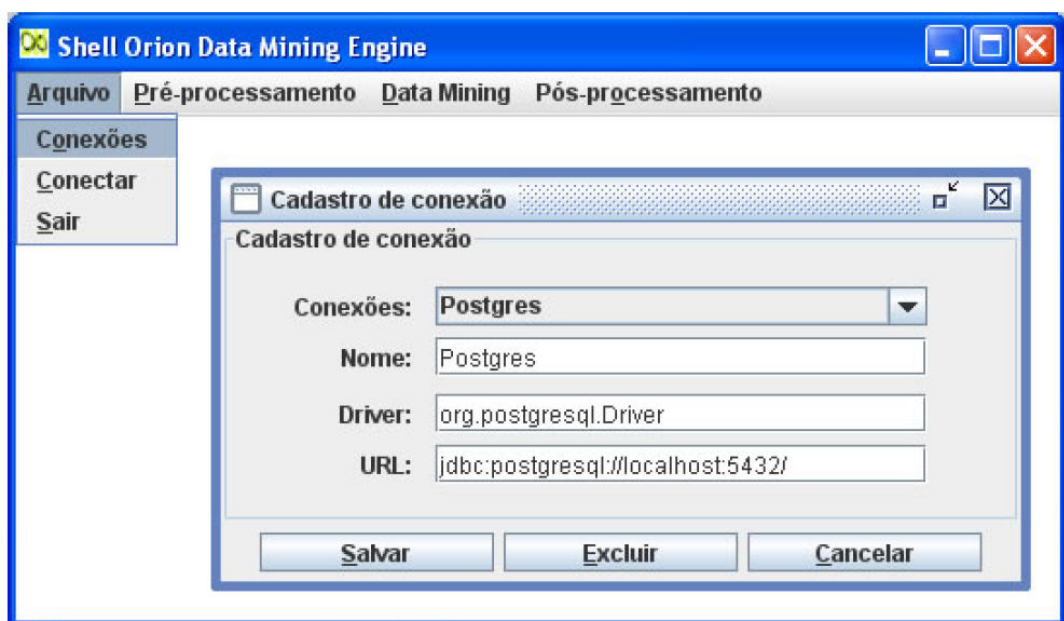 Shell Orion Data Mining Engine
Arquivo Pré-processamento Data Mining Pós-processamento
Conexões
Conectar
Sair
Cadastro de conexão
Cadastro de conexão
Conexões: Postgres
Nome: Postgres
Driver: org.postgresql.Driver
URL: jdbc:postgresql://localhost:5432/
Salvar Excluir Cancelar